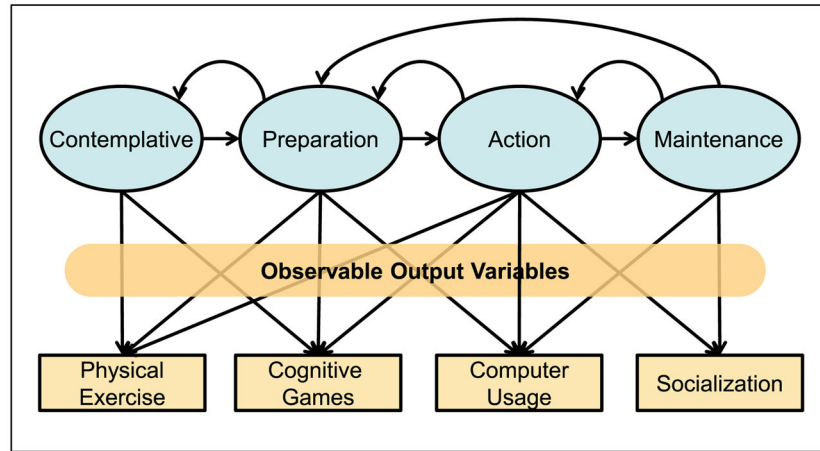 Contemplative
Preparation
Action
Maintenance
Observable Output Variables
Physical
Exercise
Cognitive
Games
Computer
Usage
Socialization